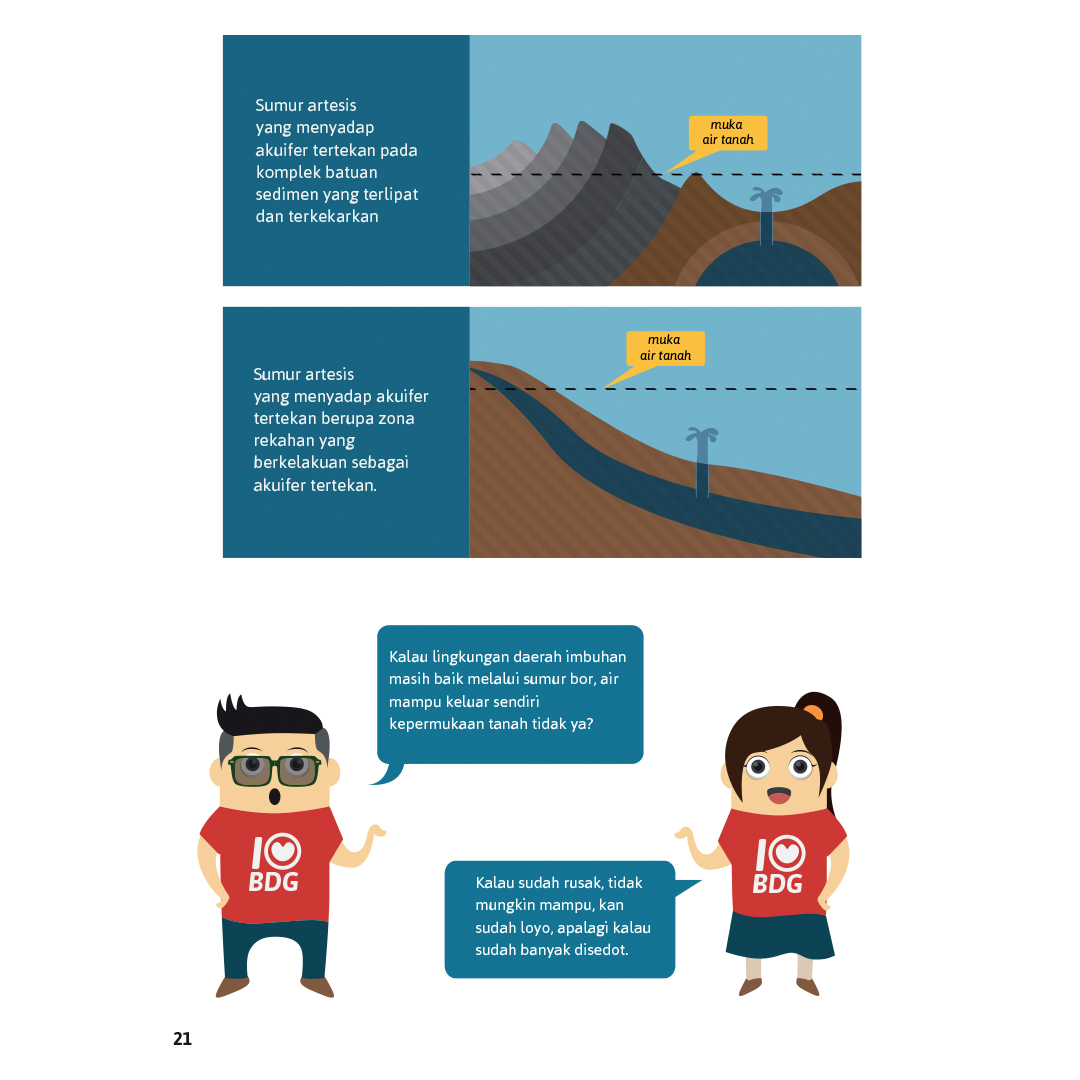 Sumur artesis
yang menyadap
akuifer tertekan pada
komplek batuan
sedimen yang terlipat
dan terkekarkan
muka
air tanah
Sumur artesis
yang menyadap akuifer
tertekan berupa zona
rekahan yang
berkelakuan sebagai
akuifer tertekan.
muka
air tanah
Kalau lingkungan daerah imbuhan
masih baik melalui sumur bor, air
mampu keluar sendiri
kepermukaan tanah tidak ya?
I
BDG
I
BDG
Kalau sudah rusak, tidak
mungkin mampu, kan
sudah loyo, apalagi kalau
sudah banyak disedot.
21